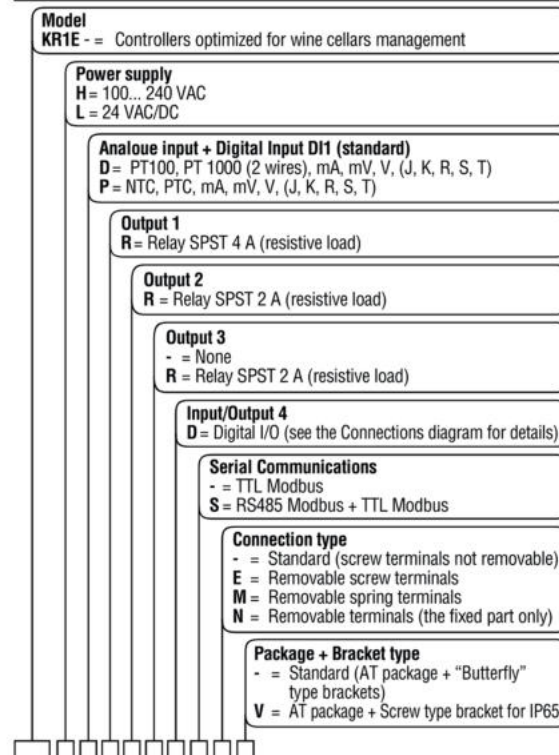 Model
KR1E - = Controllers optimized for wine cellars management
Power supply
H = 100... 240 VAC
L = 24 VAC/DC
Analoue input + Digital Input DI1 (standard)
D = PT100, PT 1000 (2 wires), mA, mV, V, (J, K, R, S, T)
P = NTC, PTC, mA, mV, V, (J, K, R, S, T)
Output 1
R = Relay SPST 4 A (resistive load)
Output 2
R = Relay SPST 2 A (resistive load)
Output 3
- = None
R = Relay SPST 2 A (resistive load)
Input/Output 4
D = Digital I/O (see the Connections diagram for details)
Serial Communications
- = TTL Modbus
S = RS485 Modbus + TTL Modbus
Connection type
- = Standard (screw terminals not removable)
E = Removable screw terminals
M = Removable spring terminals
N = Removable terminals (the fixed part only)
Package + Bracket type
- = Standard (AT package + “Butterfly”
type brackets)
V = AT package + Screw type bracket for IP65